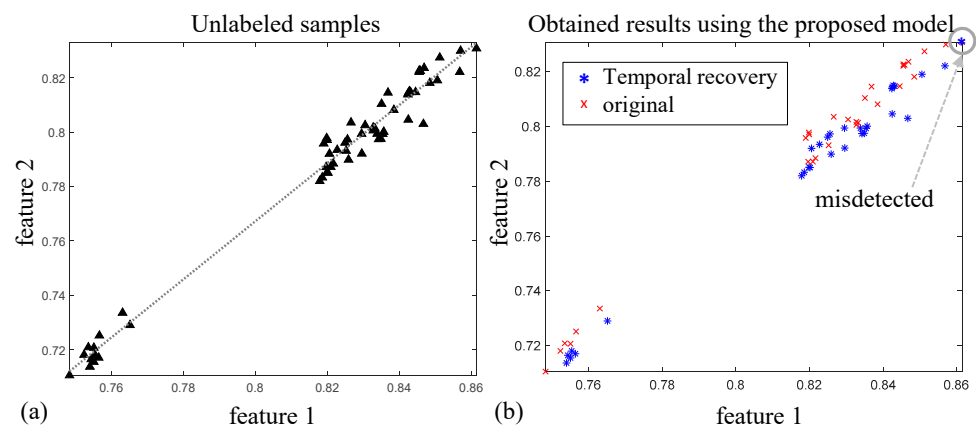 Unlabeled samples
0.82
0.8
0.78
0.76
0.74
0.72
feature 2
0.76
0.78
0.8
0.82
0.84
0.86
(a)
feature 1
Obtained results using the proposed model
Temporal recovery
original
misdetected
0.82
0.8
0.78
0.76
0.74
0.72
feature 2
0.76
0.78
0.8
0.82
0.84
0.86
(b)
feature 1